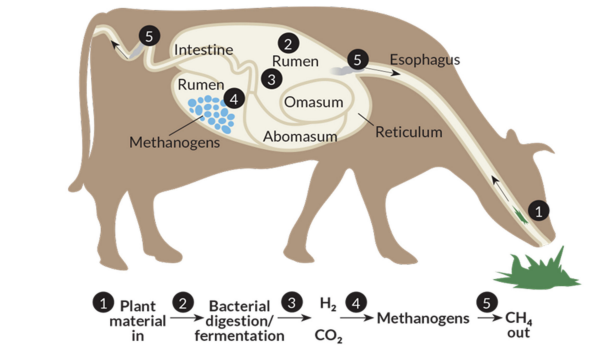 5
2
5
Intestine
Rumen
Esophagus
3
Rumen
4
Omasum
Methanogens
Abomasum
Reticulum
1
1 Plant material in
2 Bacterial digestion/ fermentation
3 H₂ CO₂
4 Methanogens
5 CH₄ out